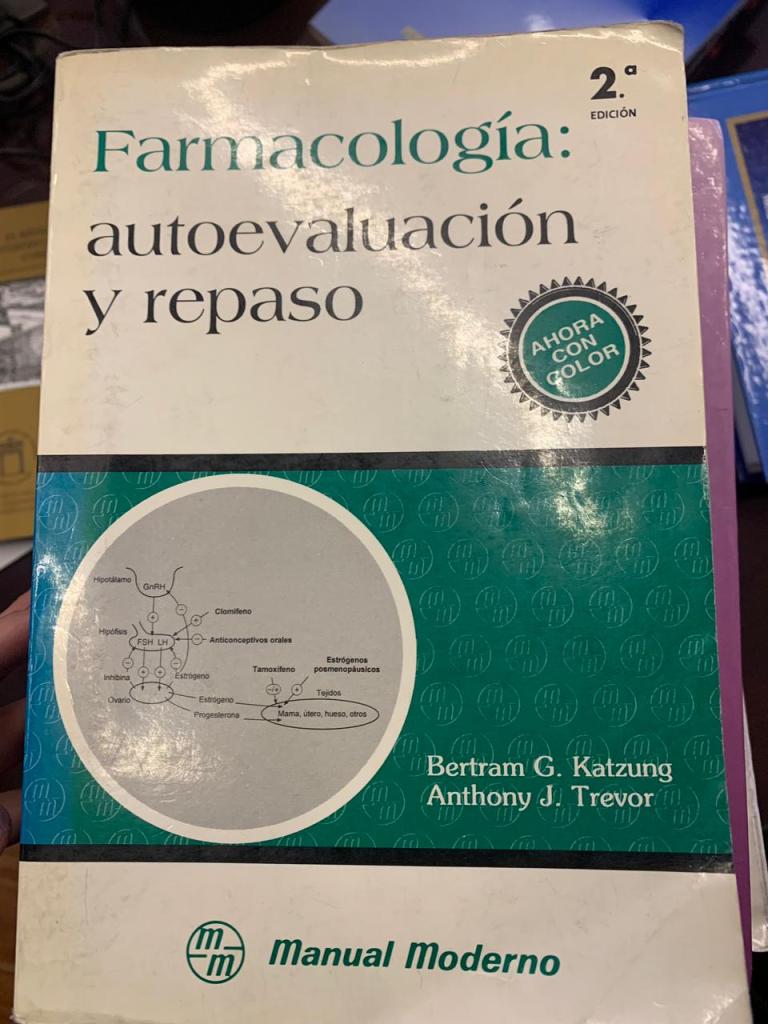 2.ª
EDICIÓN
Farmacología:
autoevaluación
y repaso
AHORA
CON
COLOR
Hipotálamo
GnRH
Clomifeno
Hipófisis
FSH LH
Anticonceptivos orales
Inhibina
Estrógeno
Ovario
Tamoxifeno
Estrógenos
posmenopáusicos
Estrógeno
Tejidos
Progesterona
Mama, útero, hueso, otros
Bertram G. Katzung
Anthony J. Trevor
mm
Manual Moderno